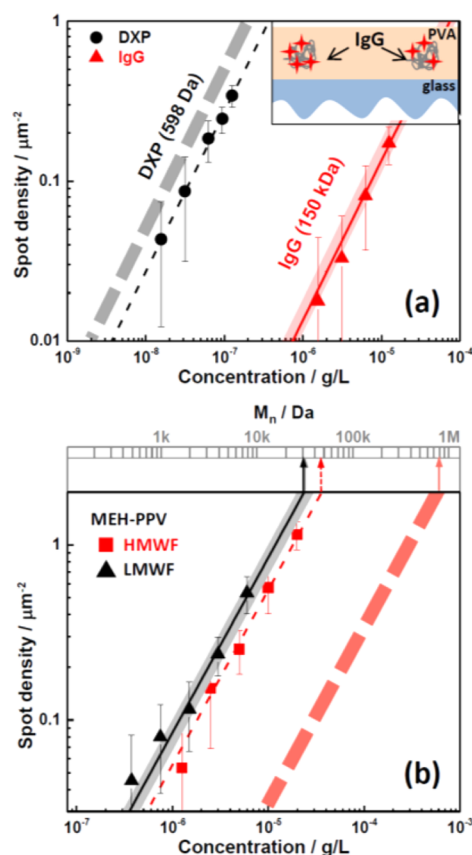 DXP
IgG
IgG
PVA
glass
DXP (598 Da)
IgG (150 kDa)
Spot density / μm⁻²
1
0.1
0.01
(a)
10⁻⁹ 10⁻⁸ 10⁻⁷ 10⁻⁶ 10⁻⁵ 10⁻⁴
Concentration / g/L
Mₙ / Da
1k 10k 100k 1M
MEH-PPV
HMWF
LMWF
Spot density / μm⁻²
1
0.1
(b)
10⁻⁷ 10⁻⁶ 10⁻⁵ 10⁻⁴ 10⁻³
Concentration / g/L